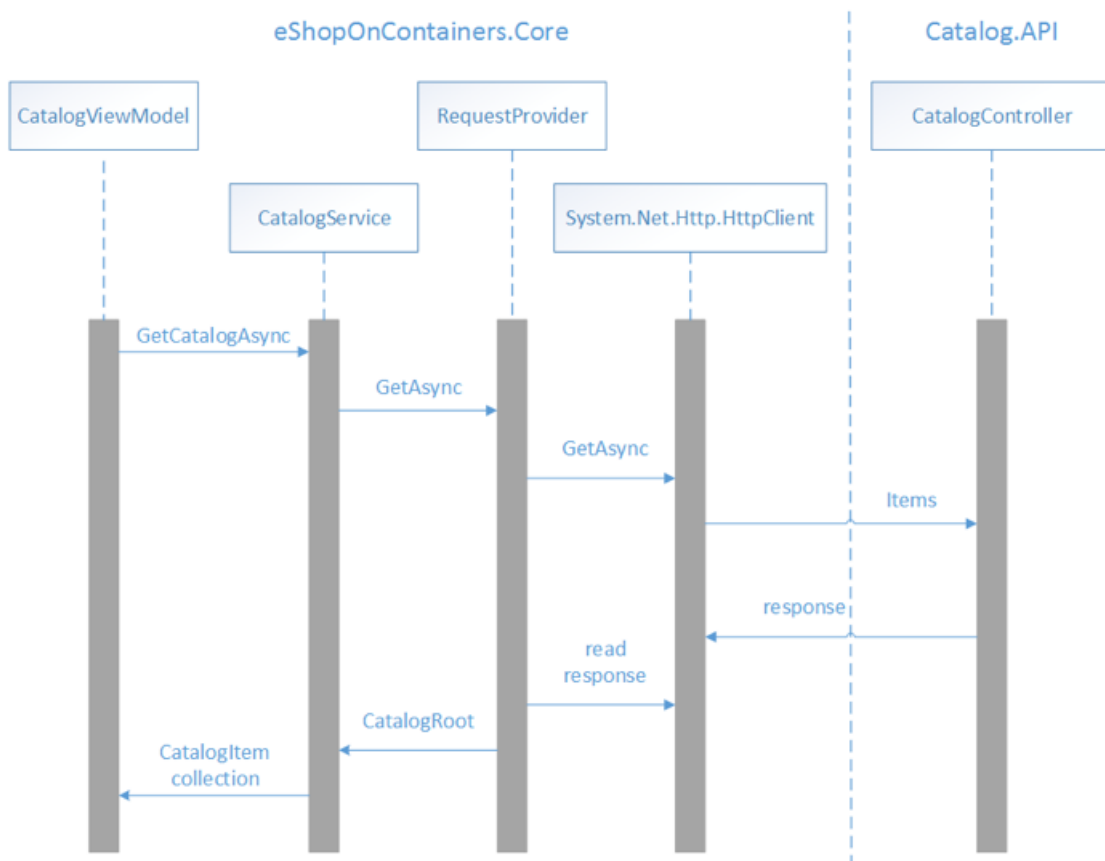 eShopOnContainers.Core
Catalog.API
CatalogViewModel
RequestProvider
CatalogController
CatalogService
System.Net.Http.HttpClient
GetCatalogAsync
GetAsync
GetAsync
Items
response
read
response
CatalogRoot
CatalogItem
collection